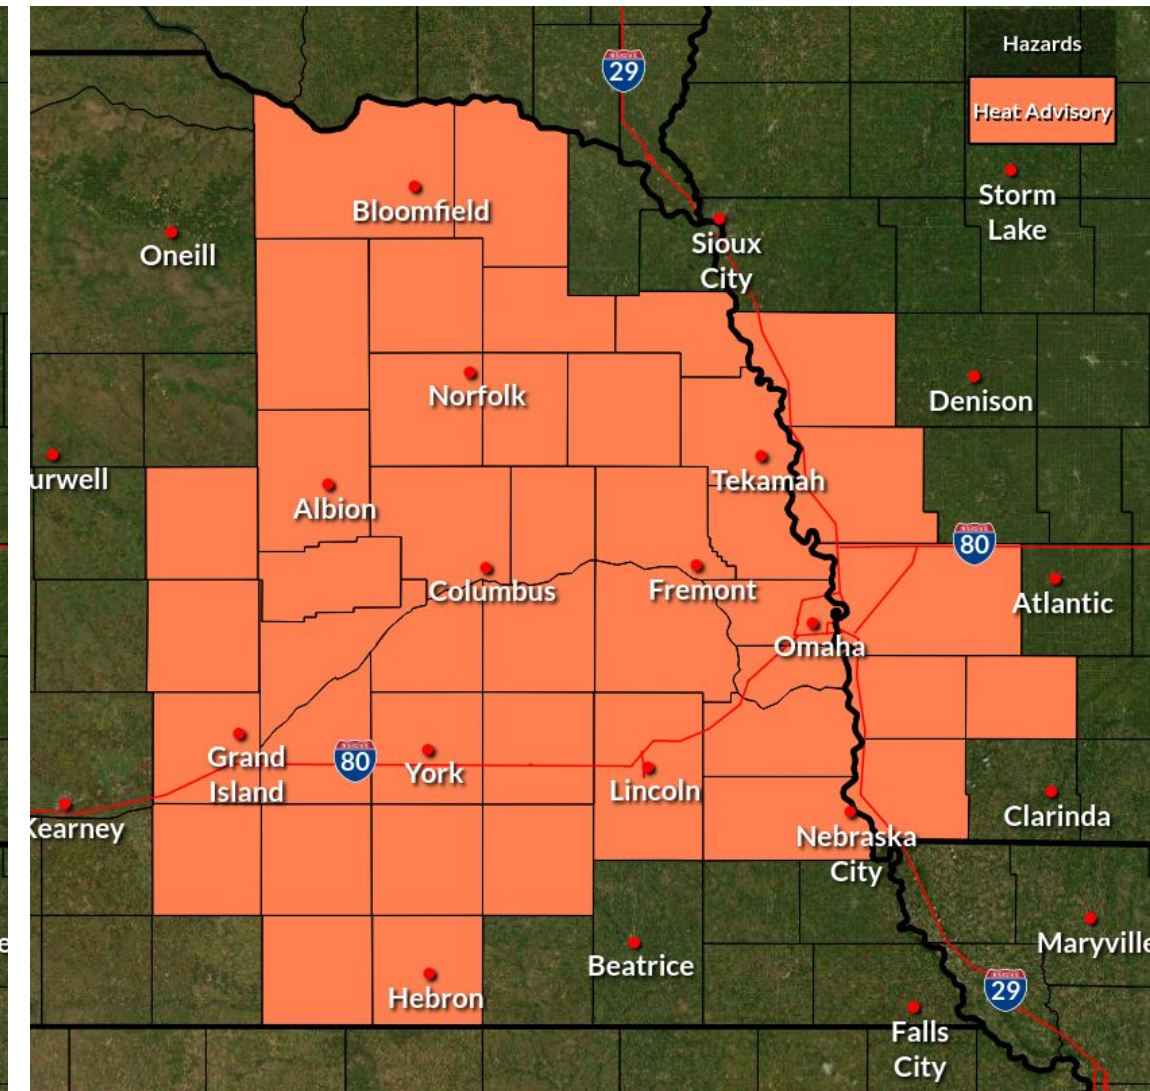 Hazards
29
Heat Advisory
Storm
Lake
Bloomfield
Sioux
City
Oneill
Denison
Norfolk
urwell
Tekamah
Albion
80
Columbus
Fremont
Atlantic
Omaha
Grand
Island
80
York
Lincoln
Kearney
Clarinda
Nebraska
City
Maryville
Beatrice
Hebron
29
Falls
City